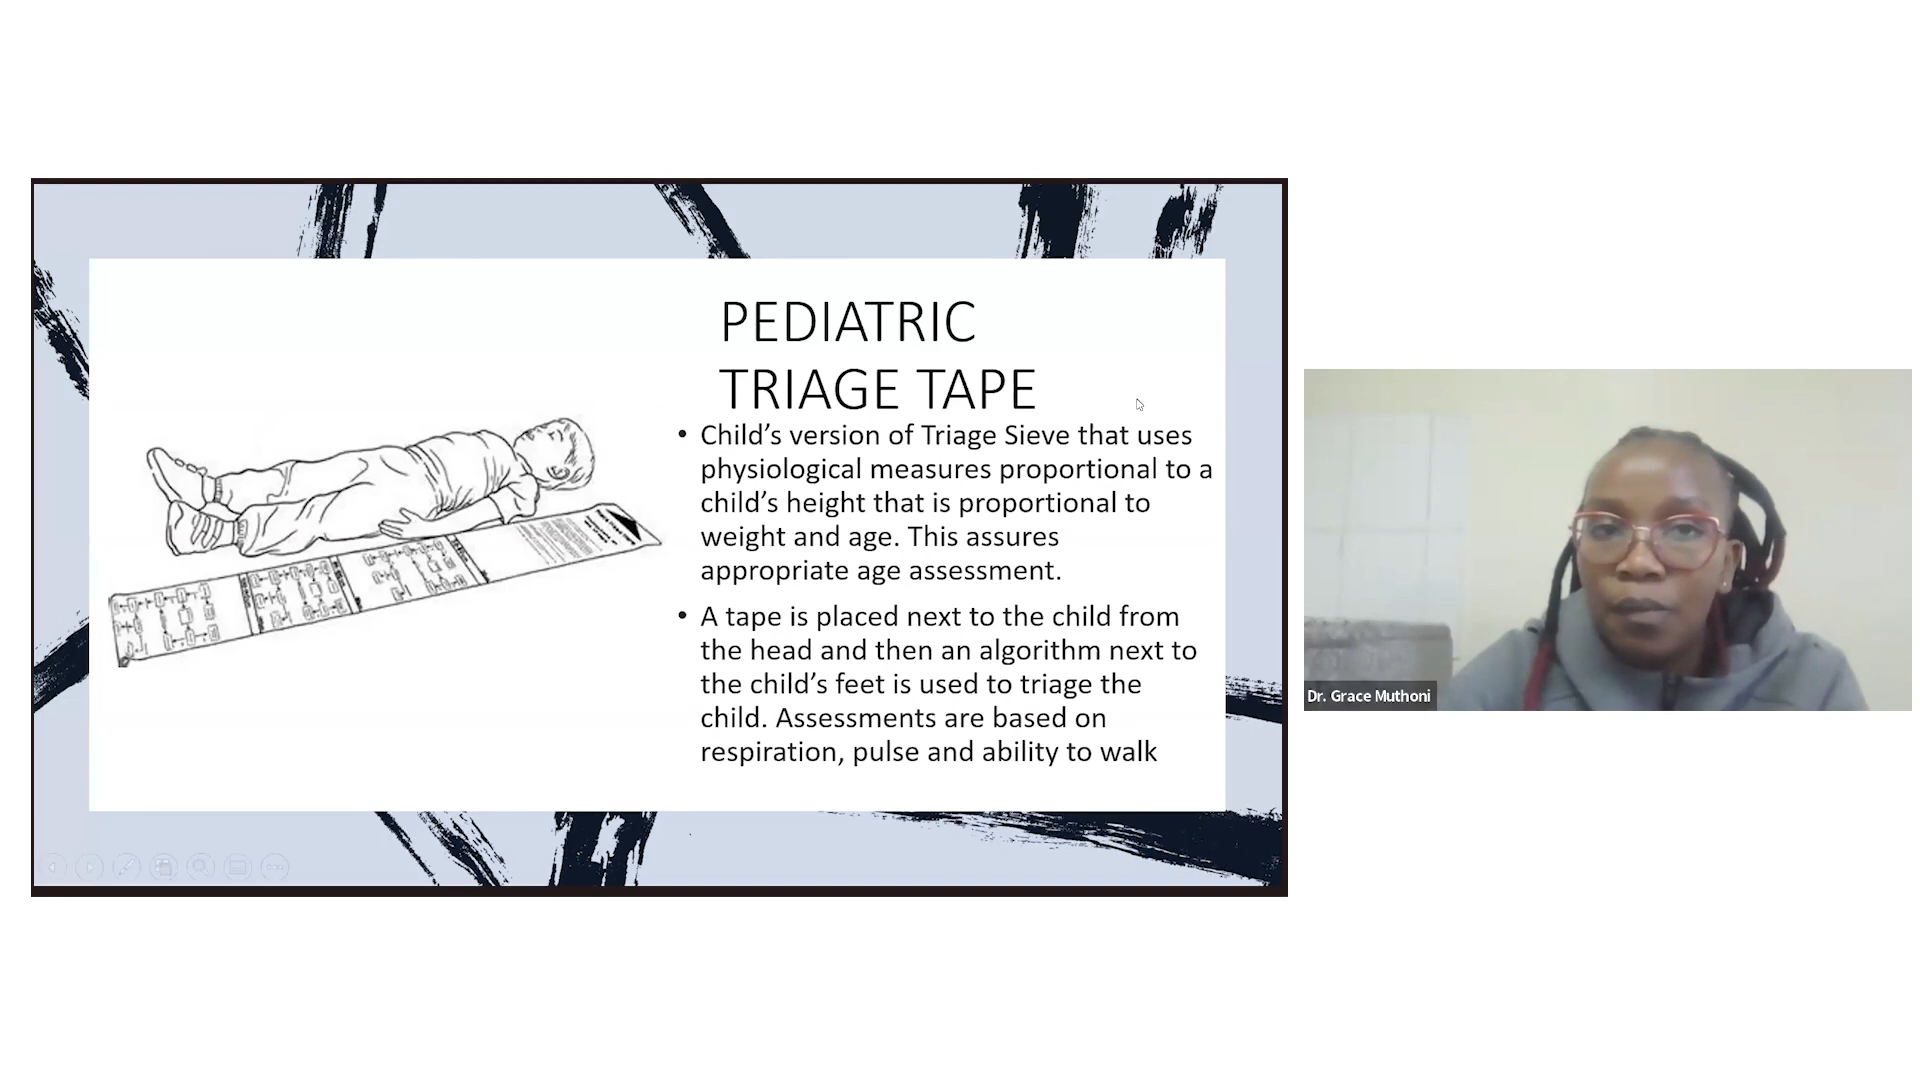 PEDIATRIC
TRIAGE TAPE
• Child’s version of Triage Sieve that uses
physiological measures proportional to a
child’s height that is proportional to
weight and age. This assures
appropriate age assessment.
• A tape is placed next to the child from
the head and then an algorithm next to
the child’s feet is used to triage the
child. Assessments are based on
respiration, pulse and ability to walk
Dr. Grace Muthoni